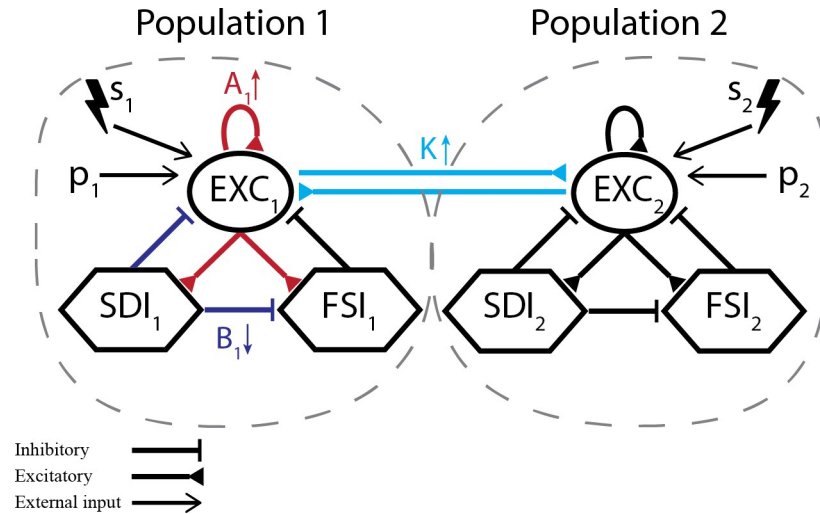 Population 1 Population 2
s1 A1↑ s2
K↑
p1 EXC1 EXC2 p2
SDI1 FSI1 SDI2 FSI2
B1↓
Inhibitory
Excitatory
External input